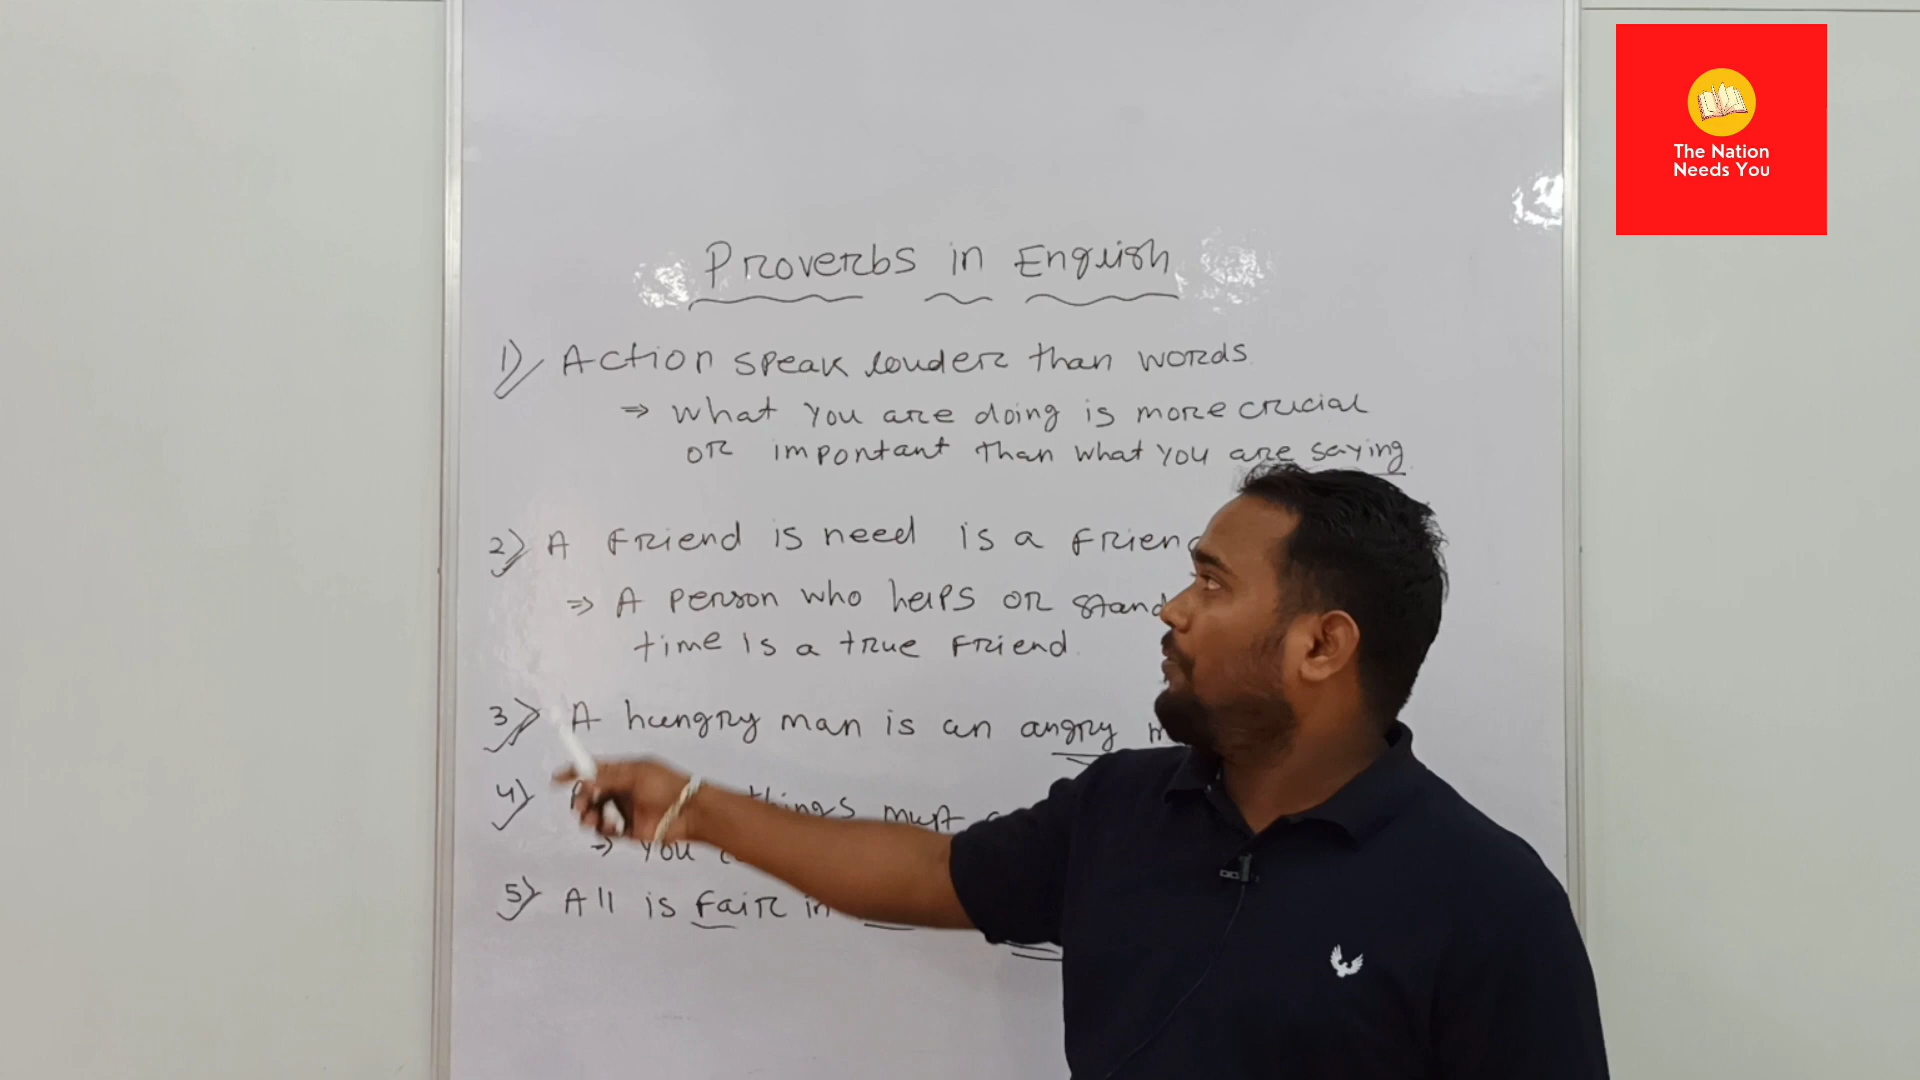 The Nation
Needs You
Proverbs in English
1) Action speak louder than words.
⇒ What you are doing is more crucial
or important than what you are saying.
2) A friend is need is a
⇒ A person who helps or
time is a true friend.
3) A hungry man is an angry
4) things must
⇒ You
5) All is fair in